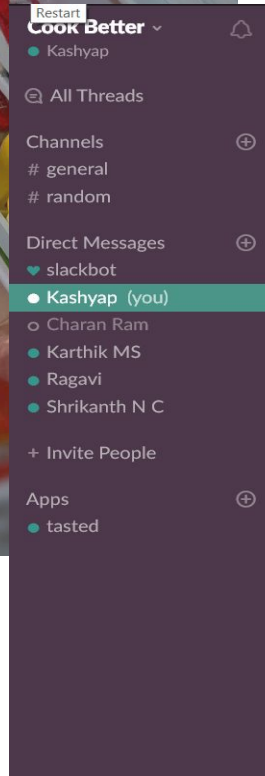 Restart
Cook Better
Kashyap
All Threads
Channels
# general
# random
Direct Messages
slackbot
Kashyap (you)
Charan Ram
Karthik MS
Ragavi
Shrikanth N C
+ Invite People
Apps
tasted